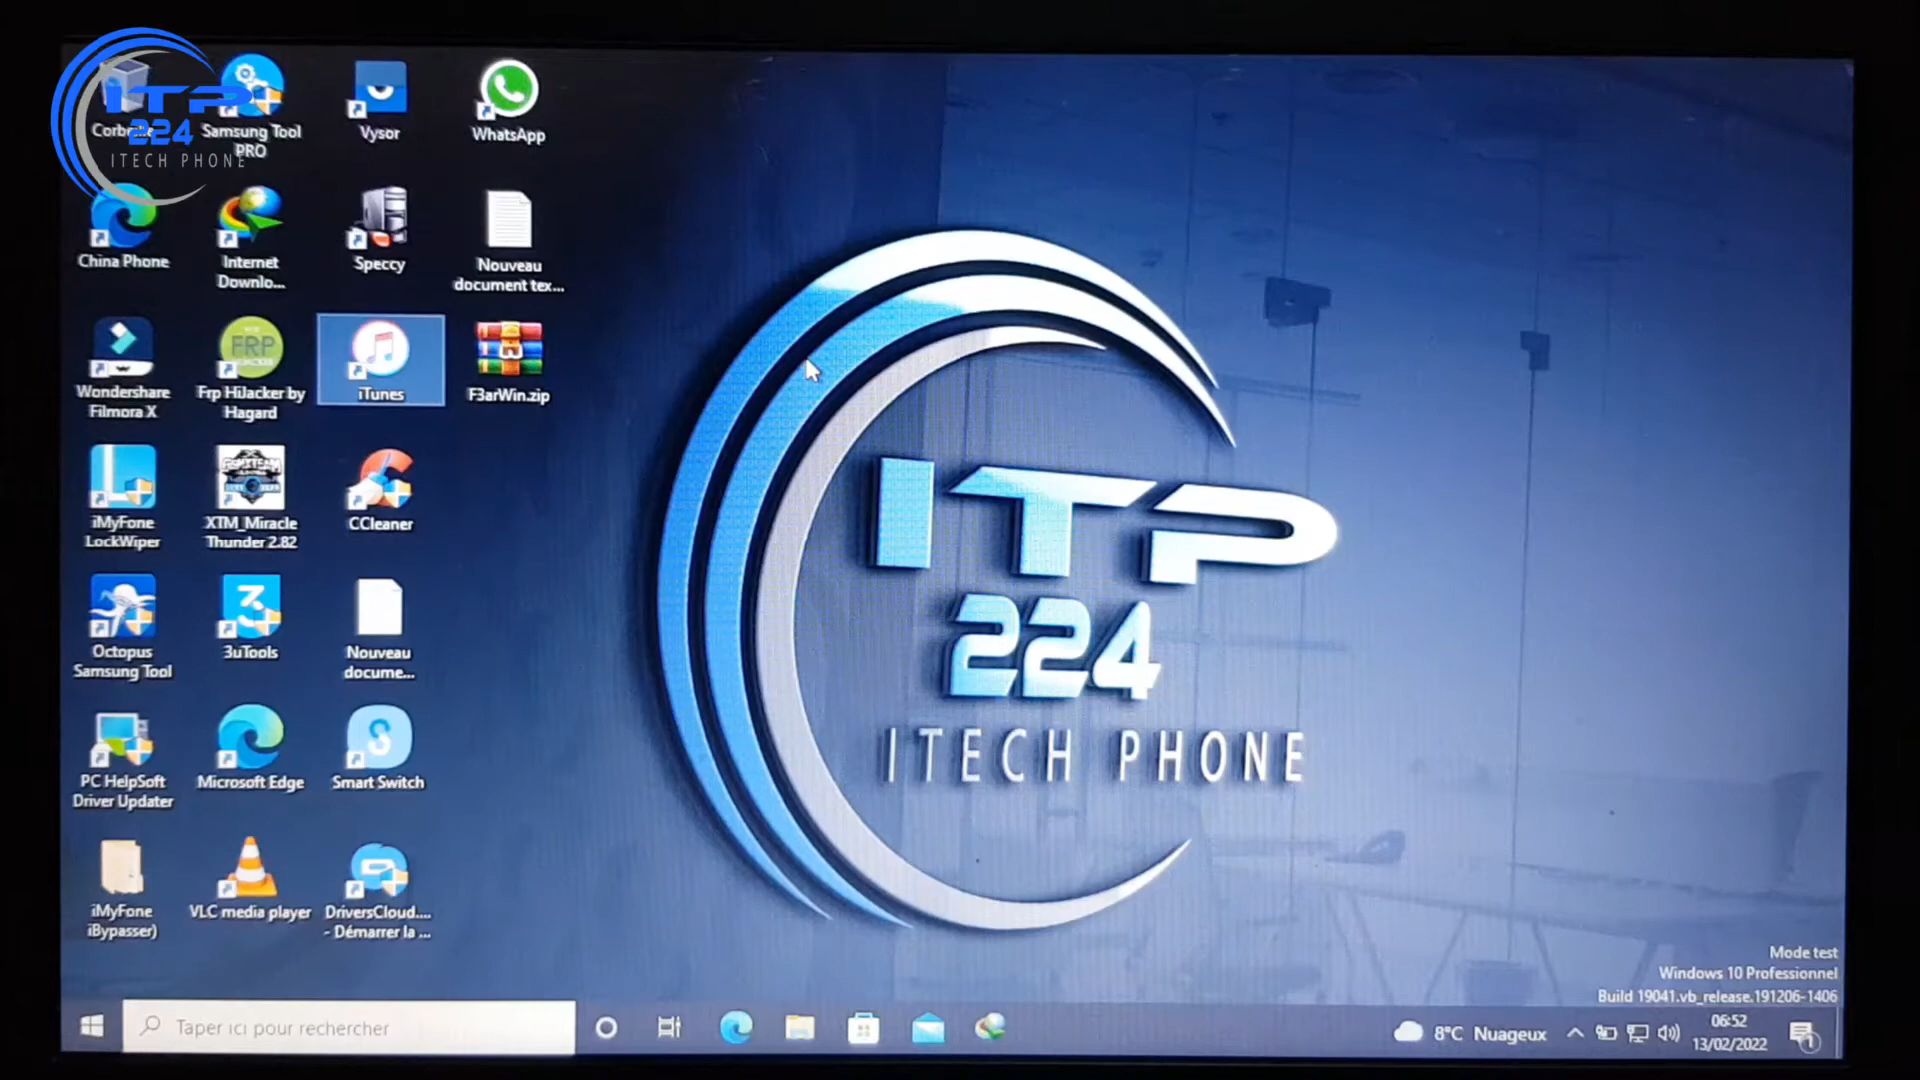 ITP
224
ITECH PHONE
Samsung Tool
PRO
Vysor
WhatsApp
China Phone
Internet
Downlo...
Speccy
Nouveau
document tex...
Wondershare
Filmora X
FRP
Frp HiJacker by
Hagard
iTunes
F3arWin.zip
iMyFone
LockWiper
XTM_Miracle
Thunder 2.82
CCleaner
Octopus
Samsung Tool
3uTools
Nouveau
docume...
PC HelpSoft
Driver Updater
Microsoft Edge
Smart Switch
iMyFone
iBypasser)
VLC media player
DriversCloud....
- Démarrer la ...
ITP
224
ITECH PHONE
Mode test
Windows 10 Professionnel
Build 19041.vb_release.191206-1406
Taper ici pour rechercher
8°C Nuageux
06:52
13/02/2022
1